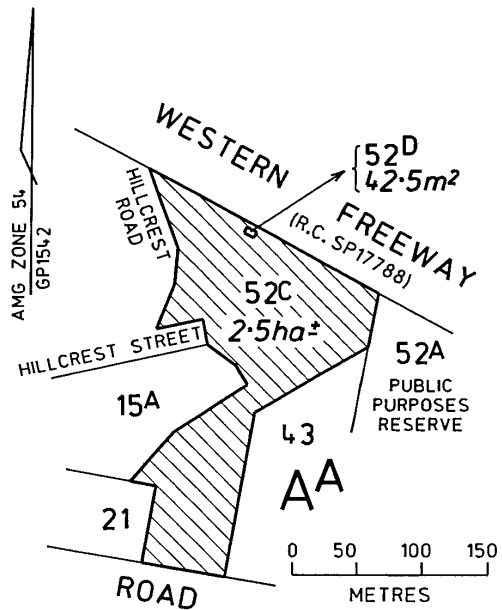 WESTERN FREEWAY
(R.C. SP17788)
52D
42·5m²
HILLCREST
ROAD
AMG ZONE 54
GP1542
52C
2·5ha±
HILLCREST STREET
52A
PUBLIC
PURPOSES
RESERVE
15A
43
AA
21
0 50 100 150
METRES
ROAD